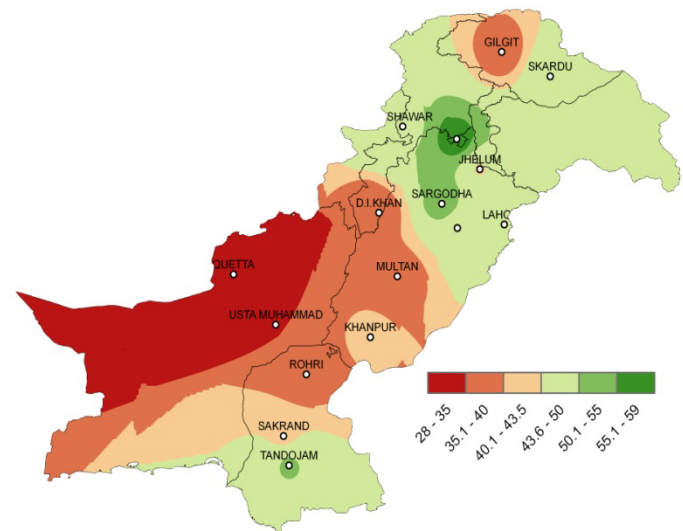 GILGIT
SKARDU
SHAWAR
JHELUM
SARGODHA
D.I.KHAN
LAHO
QUETTA
MULTAN
USTA MUHAMMAD
KHANPUR
ROHRI
SAKRAND
TANDOJAM
28 - 35
35.1 - 40
40.1 - 43.5
43.6 - 50
50.1 - 55
55.1 - 59